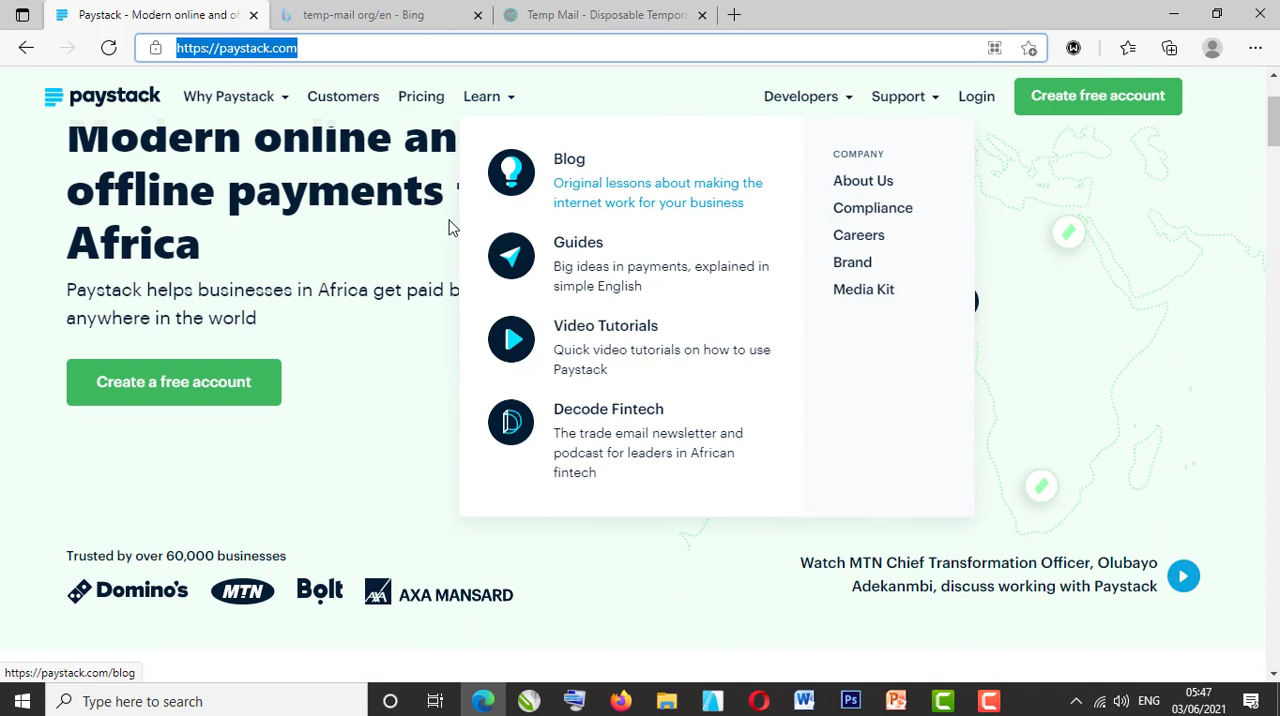 Paystack - Modern online and of
temp-mail org/en - Bing
Temp Mail - Disposable Tempora
https://paystack.com
paystack
Why Paystack
Customers
Pricing
Learn
Developers
Support
Login
Create free account
Modern online an
offline payments
Africa
Paystack helps businesses in Africa get paid b
anywhere in the world
Create a free account
Blog
Original lessons about making the
internet work for your business
Guides
Big ideas in payments, explained in
simple English
Video Tutorials
Quick video tutorials on how to use
Paystack
Decode Fintech
The trade email newsletter and
podcast for leaders in African
fintech
COMPANY
About Us
Compliance
Careers
Brand
Media Kit
Trusted by over 60,000 businesses
Domino's
MTN
Bolt
AXA AXA MANSARD
Watch MTN Chief Transformation Officer, Olubayo
Adekanmbi, discuss working with Paystack
https://paystack.com/blog
Type here to search
ENG
05:47
03/06/2021